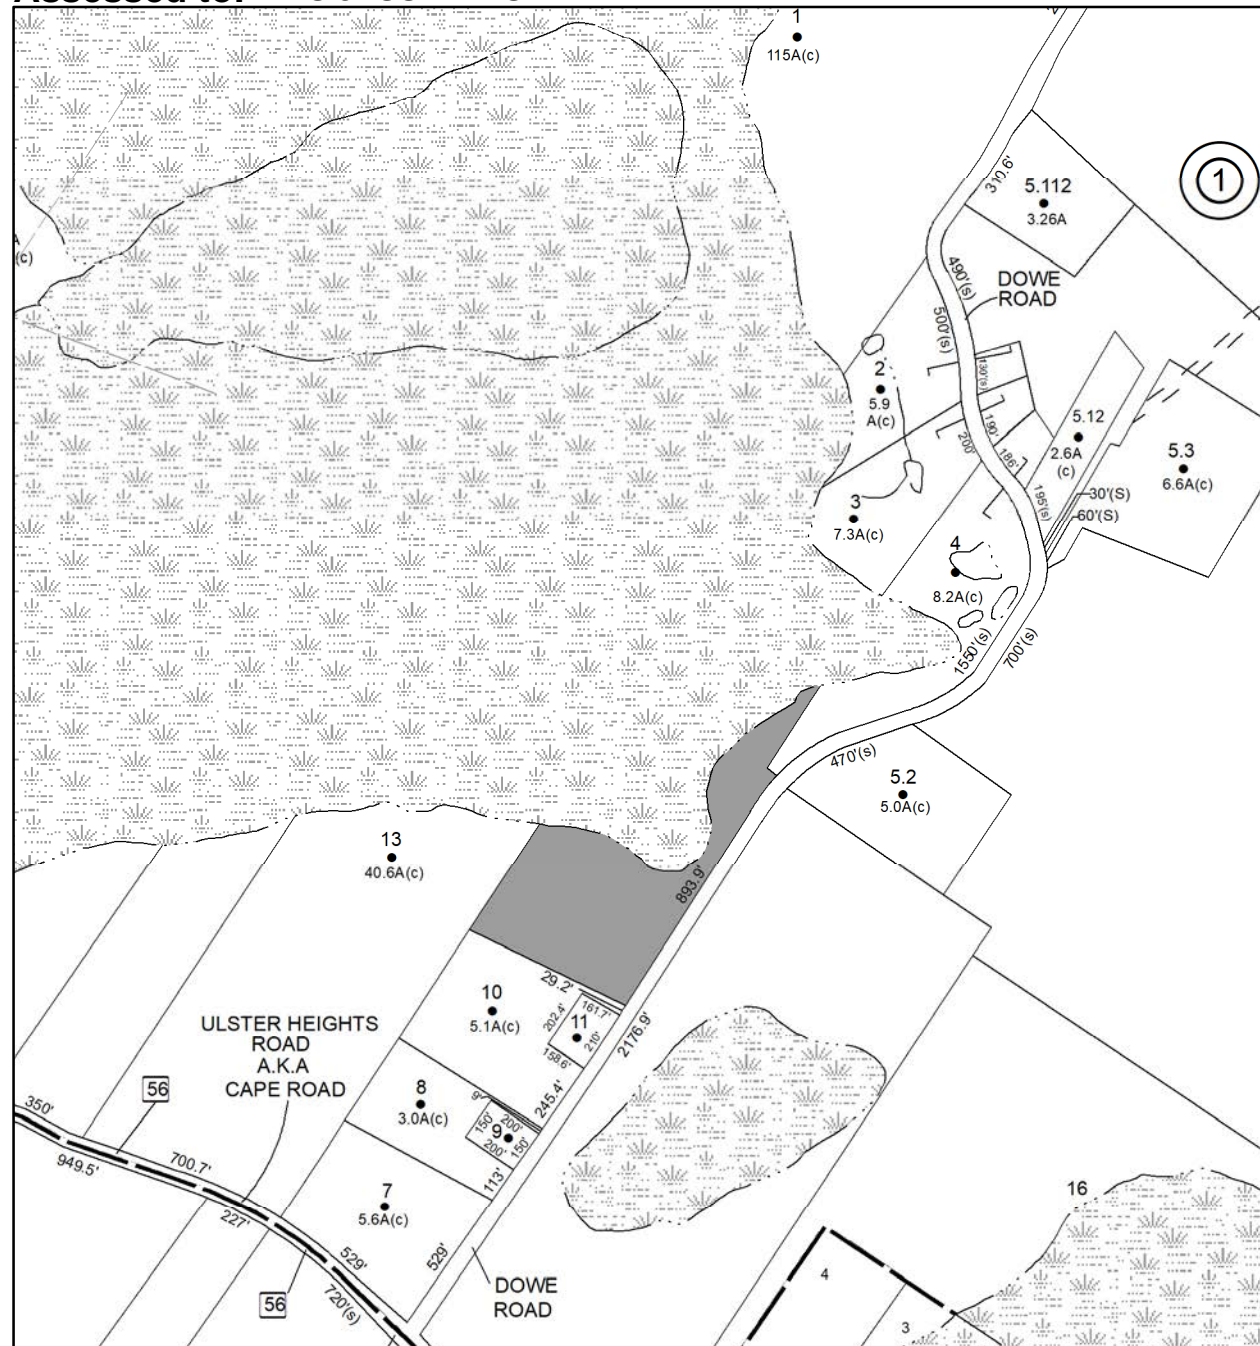 1
115A(c)
310.6'
5.112
3.26A
1
(c)
490'(s)
DOWE
ROAD
500'(s)
130'(s)
2
5.9
A(c)
190'
200'
186'
5.12
2.6A
(c)
5.3
6.6A(c)
195'(s)
30'(S)
60'(S)
3
7.3A(c)
4
8.2A(c)
1550'(s)
700'(s)
470'(s)
5.2
5.0A(c)
13
40.6A(c)
893.9'
29.2'
10
5.1A(c)
161.7'
202.4'
11
210'
158.6'
2176.9'
ULSTER HEIGHTS
ROAD
A.K.A
CAPE ROAD
56
350'
949.5'
700.7'
227'
8
3.0A(c)
9'
245.4'
150'
200'
9
200'
150'
113'
7
5.6A(c)
529'
529'
720'(s)
56
DOWE
ROAD
16
4
3